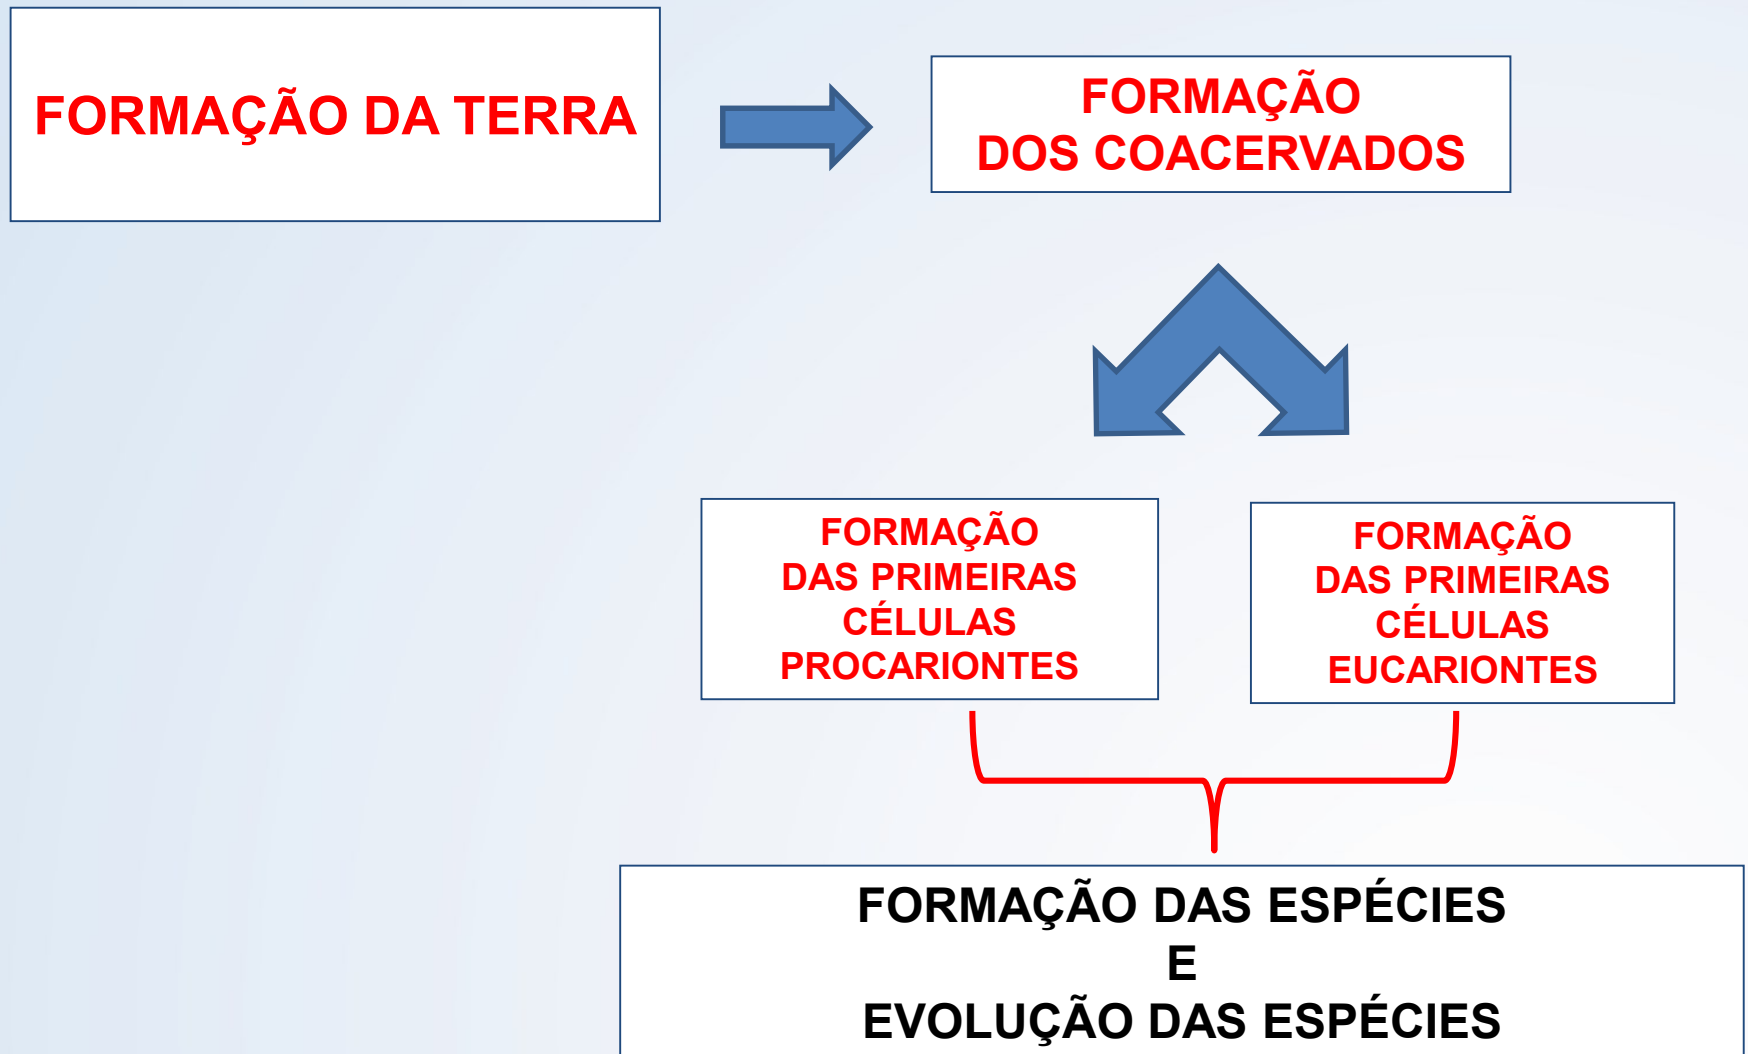 FORMAÇÃO DA TERRA
FORMAÇÃO
DOS COACERVADOS
FORMAÇÃO
DAS PRIMEIRAS
CÉLULAS
PROCARIONTES
FORMAÇÃO
DAS PRIMEIRAS
CÉLULAS
EUCARIONTES
FORMAÇÃO DAS ESPÉCIES
E
EVOLUÇÃO DAS ESPÉCIES